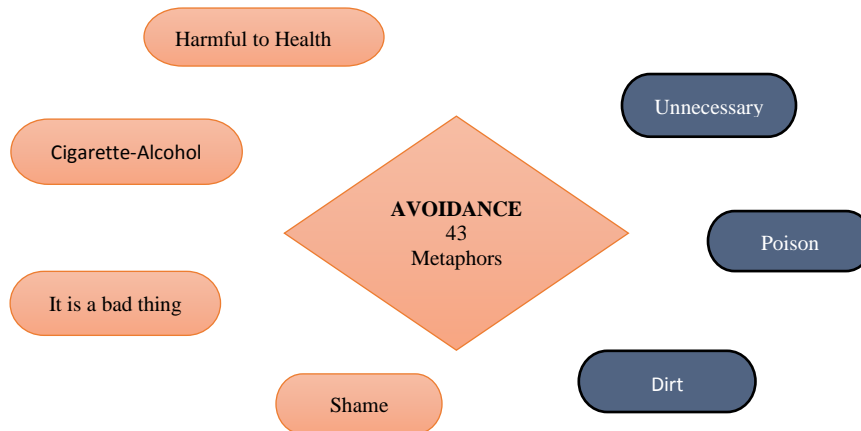 Harmful to Health
Unnecessary
Cigarette-Alcohol
AVOIDANCE
43
Metaphors
Poison
It is a bad thing
Dirt
Shame